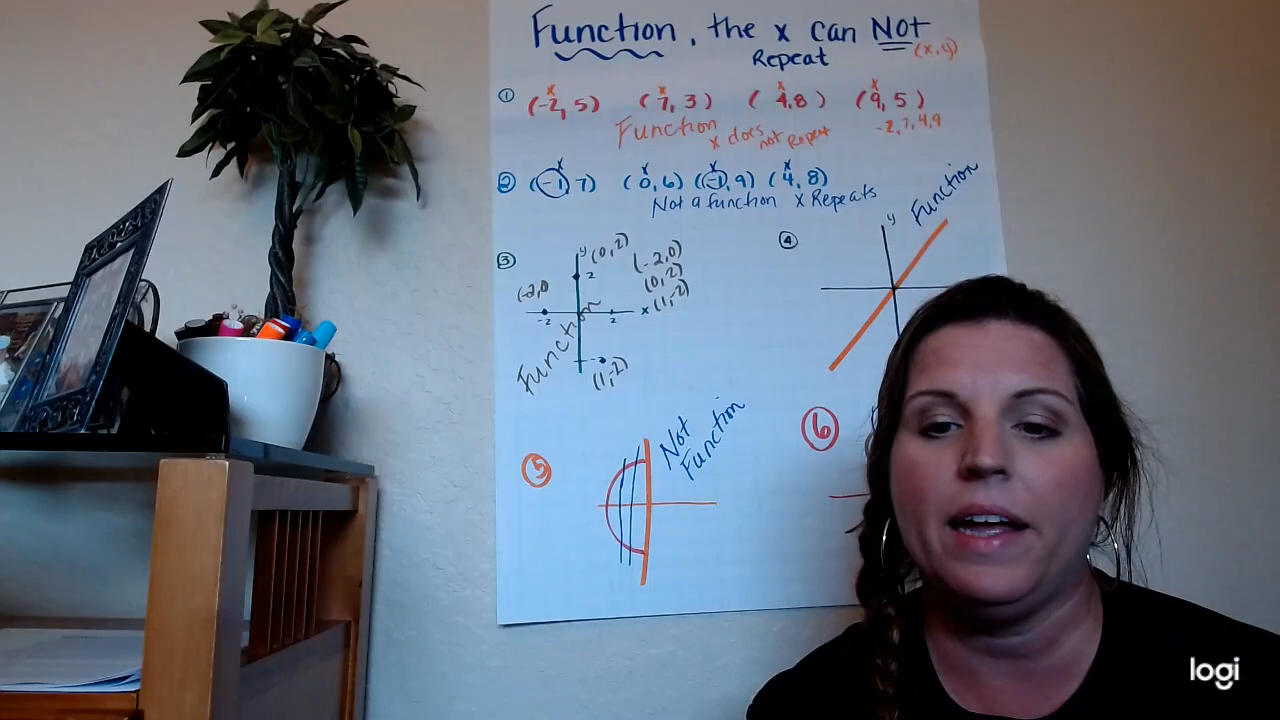 Function, the x can Not
Repeat (x,y)
① (-2, 5) (7, 3) (4,8) (9, 5)
x x x x
Function x does not repeat
-2,7,4,9
② (-1, 7) (0, 6) (-1, 9) (4, 8)
x x x x
Not a function x Repeats
③ y (0,2) (-2,0)
2 (0,2)
(-2,0 x (1,-2)
-2 2
Function
(1,-2)
④ y Function
⑤ Not
Function
⑥
logi